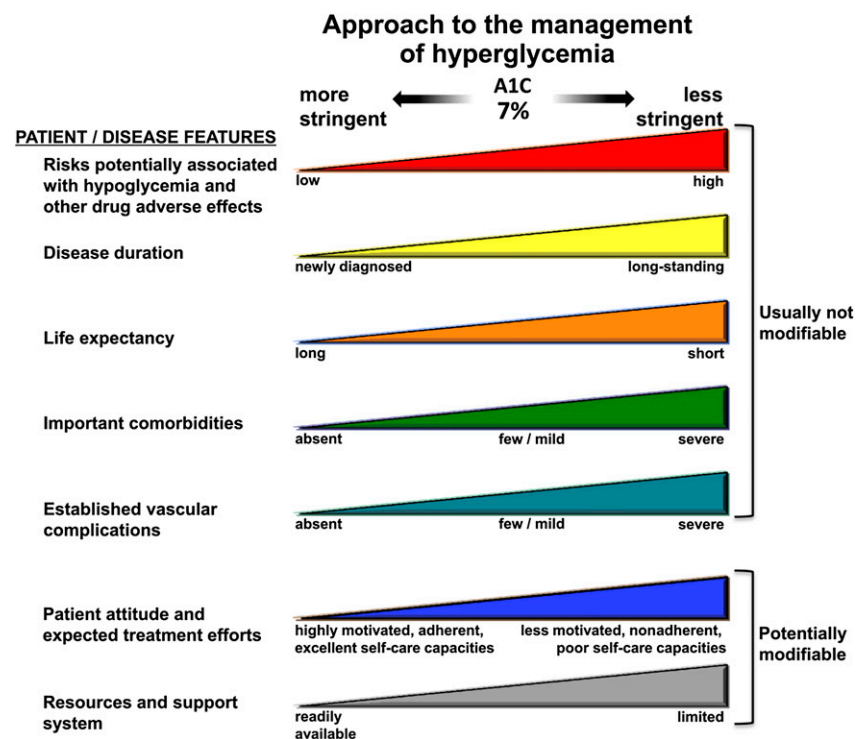 Approach to the management
of hyperglycemia
more
stringent
A1C
7%
less
stringent
PATIENT / DISEASE FEATURES
Risks potentially associated
with hypoglycemia and
other drug adverse effects
low
high
Disease duration
newly diagnosed
long-standing
Life expectancy
long
short
Important comorbidities
absent
few / mild
severe
Established vascular
complications
absent
few / mild
severe
Usually not
modifiable
Patient attitude and
expected treatment efforts
highly motivated, adherent,
excellent self-care capacities
less motivated, nonadherent,
poor self-care capacities
Resources and support
system
readily
available
limited
Potentially
modifiable